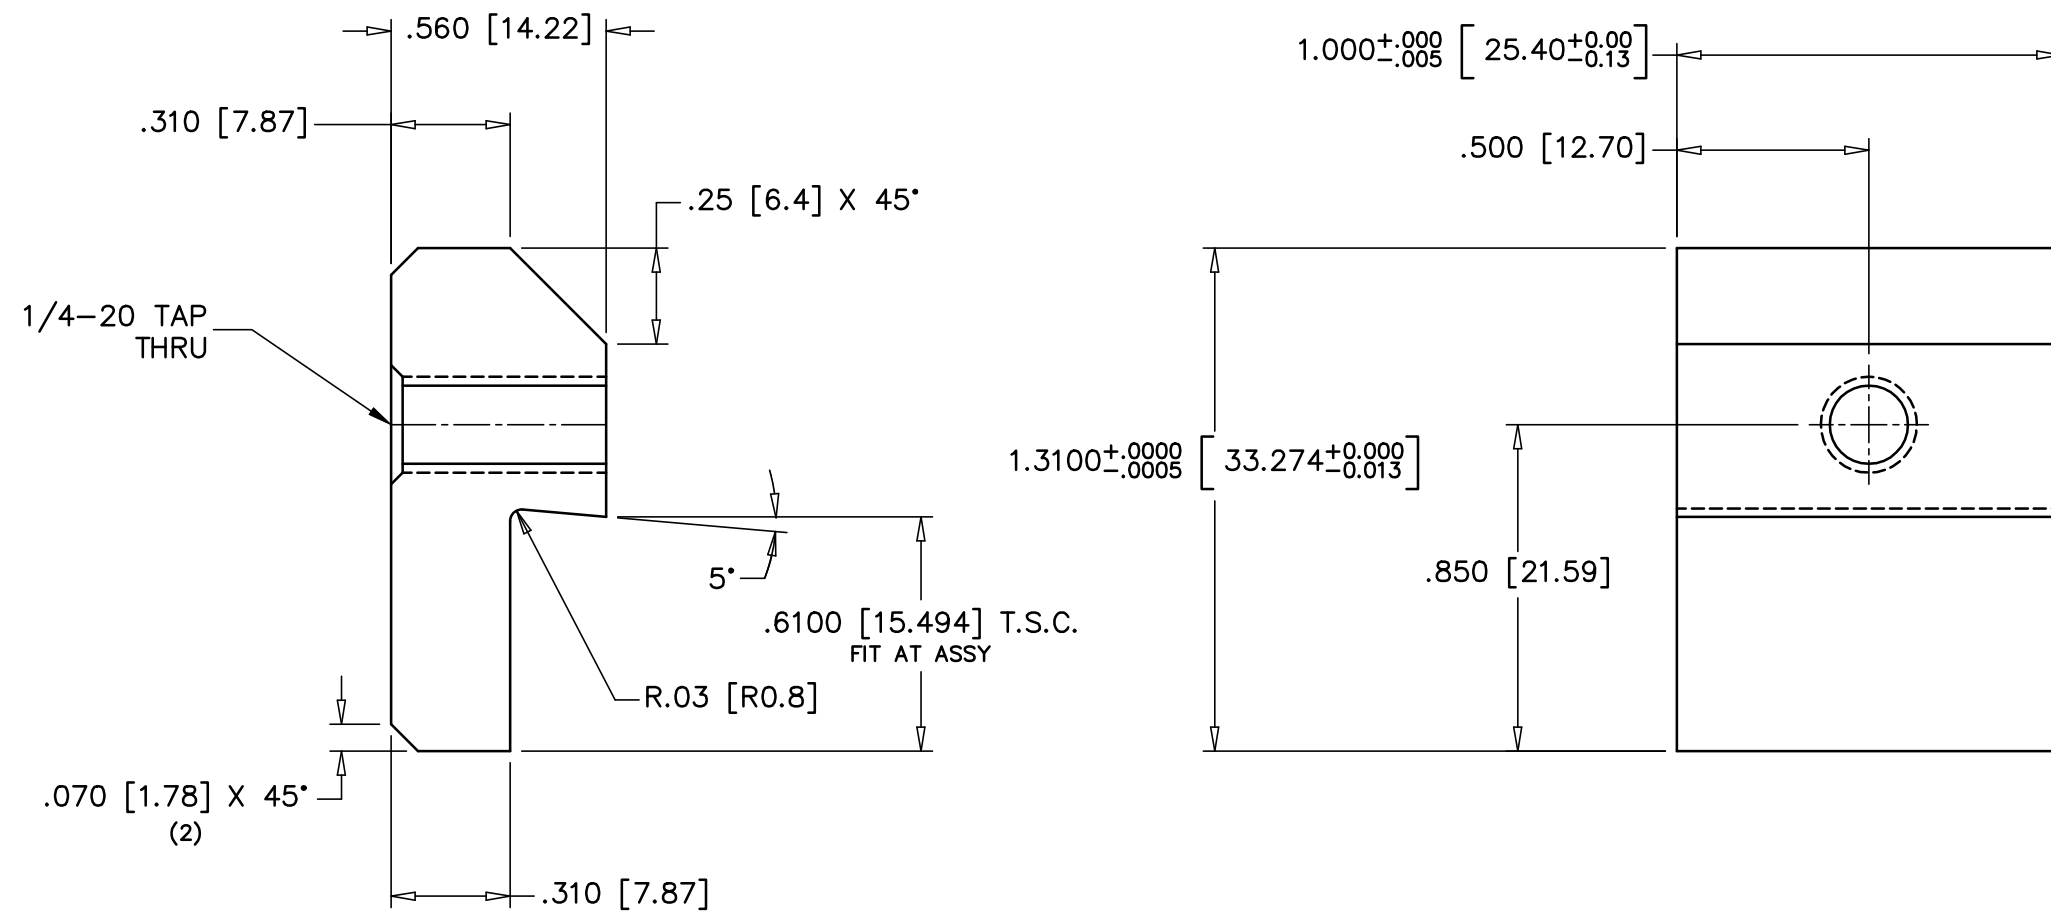 .560 [14.22]
1.000 +.000 -.005 [ 25.40 +0.00 -0.13 ]
.310 [7.87]
.500 [12.70]
.25 [6.4] X 45°
1/4-20 TAP
THRU
1.3100 +.0000 -.0005 [ 33.274 +0.000 -0.013 ]
5°
.850 [21.59]
.6100 [15.494] T.S.C.
FIT AT ASSY
R.03 [R0.8]
.070 [1.78] X 45°
(2)
.310 [7.87]